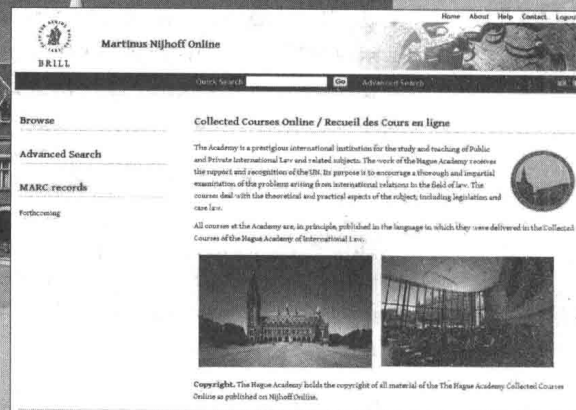 Home About Help Contact Logout
Martinus Nijhoff Online
BRILL
Quick Search Go Advanced Search
Browse
Advanced Search
MARC records
Forthcoming
Collected Courses Online / Recueil des Cours en ligne
The Academy is a prestigious international institution for the study and teaching of Public
and Private International Law and related subjects. The work of the Hague Academy receives
the support and recognition of the UN. Its purpose is to encourage a thorough and impartial
examination of the problems arising from international relations in the field of law. The
courses deal with the theoretical and practical aspects of the subject, including legislation and
case law.
All courses at the Academy are, in principle, published in the language in which they were delivered in the Collected
Courses of the Hague Academy of International Law.
Copyright. The Hague Academy holds the copyright of all material of the The Hague Academy Collected Courses
Online as published on Nijhoff Online.